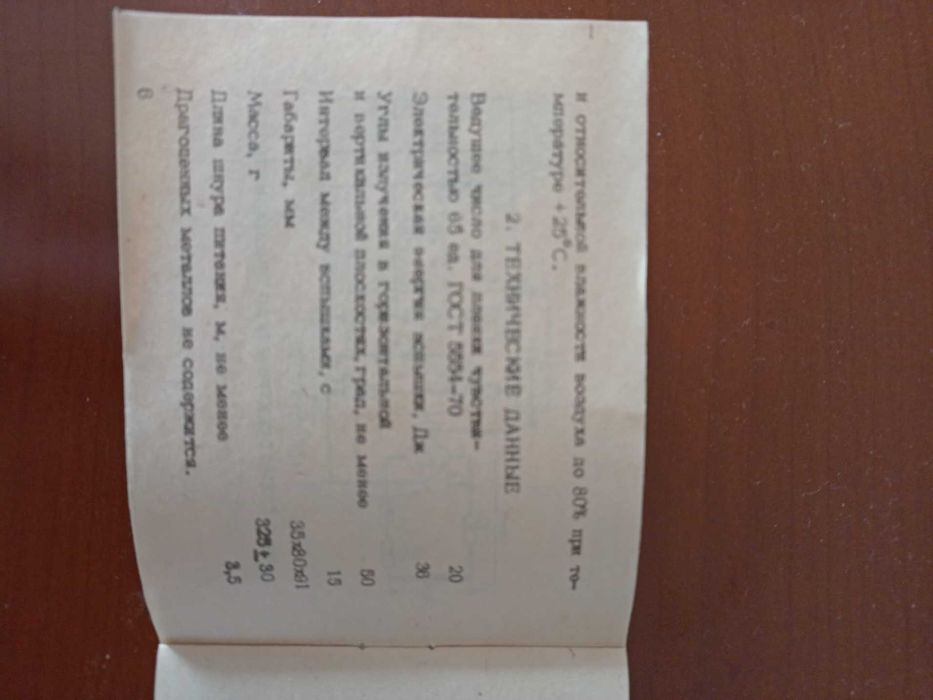 и относительной влажности воздуха до 80% при те-
мпературе +25°С.
2. ТЕХНИЧЕСКИЕ ДАННЫЕ
Ведущее число для пленки чувстви-
тельностью 65 ед. ГОСТ 5554-70 20
Электрическая энергия вспышки, Дж 36
Углы излучения в горизонтальной
и вертикальной плоскостях, град, не менее 50
Интервал между вспышками, с 15
Габариты, мм 35x80x91
Масса, г 325±30
Длина шнура питания, м, не менее 3,5
Драгоценных металлов не содержится.
6